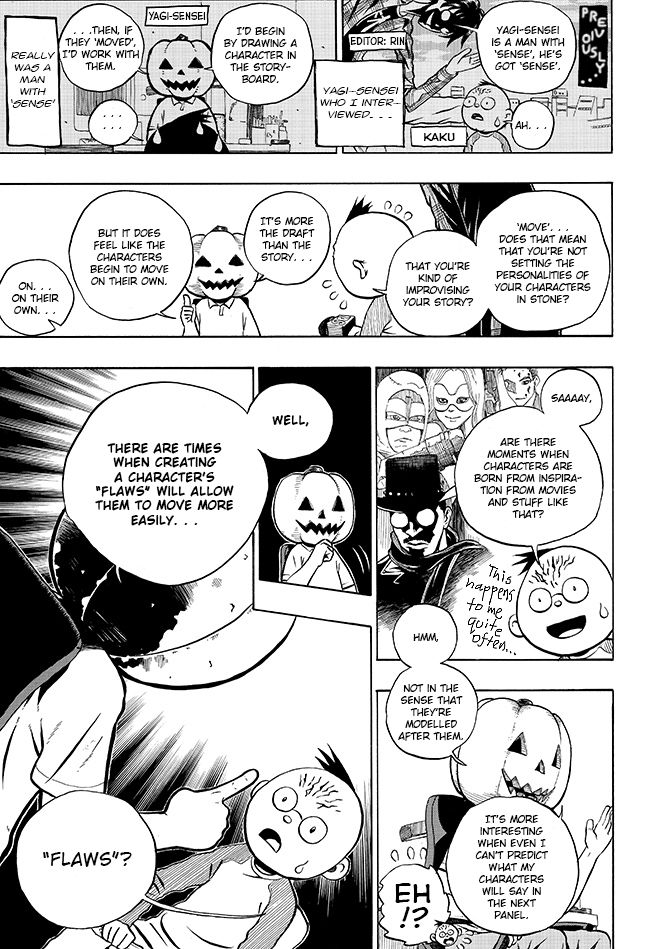 PREVIOUSLY...
YAGI-SENSEI
IS A MAN WITH
'SENSE', HE'S
GOT 'SENSE'.
EDITOR: RIN
AH. . .
KAKU
YAGI-SENSEI
WHO I INTER-
VIEWED. . .
I'D BEGIN
BY DRAWING A
CHARACTER IN
THE STORY-
BOARD.
YAGI-SENSEI
. . .THEN, IF
THEY 'MOVED',
I'D WORK WITH
THEM.
. . .
. . .
REALLY
WAS A
MAN
WITH
'SENSE'
'MOVE'. . .
DOES THAT MEAN
THAT YOU'RE NOT
SETTING THE
PERSONALITIES OF
YOUR CHARACTERS
IN STONE?
THAT YOU'RE
KIND OF
IMPROVISING
YOUR STORY?
IT'S MORE
THE DRAFT
THAN THE
STORY. . .
BUT IT DOES
FEEL LIKE THE
CHARACTERS
BEGIN TO MOVE
ON THEIR OWN.
ON. . .
ON THEIR
OWN. . .
SAAAAY,
ARE THERE
MOMENTS WHEN
CHARACTERS ARE
BORN FROM INSPIRA-
TION FROM MOVIES
AND STUFF LIKE
THAT?
This
happens
to me
quite
often...
HMM,
NOT IN THE
SENSE THAT
THEY'RE
MODELLED
AFTER THEM.
IT'S MORE
INTERESTING
WHEN EVEN I
CAN'T PREDICT
WHAT MY
CHARACTERS
WILL SAY IN
THE NEXT
PANEL.
EH
!?
WELL,
THERE ARE TIMES
WHEN CREATING
A CHARACTER'S
"FLAWS" WILL ALLOW
THEM TO MOVE MORE
EASILY. . .
"FLAWS"?